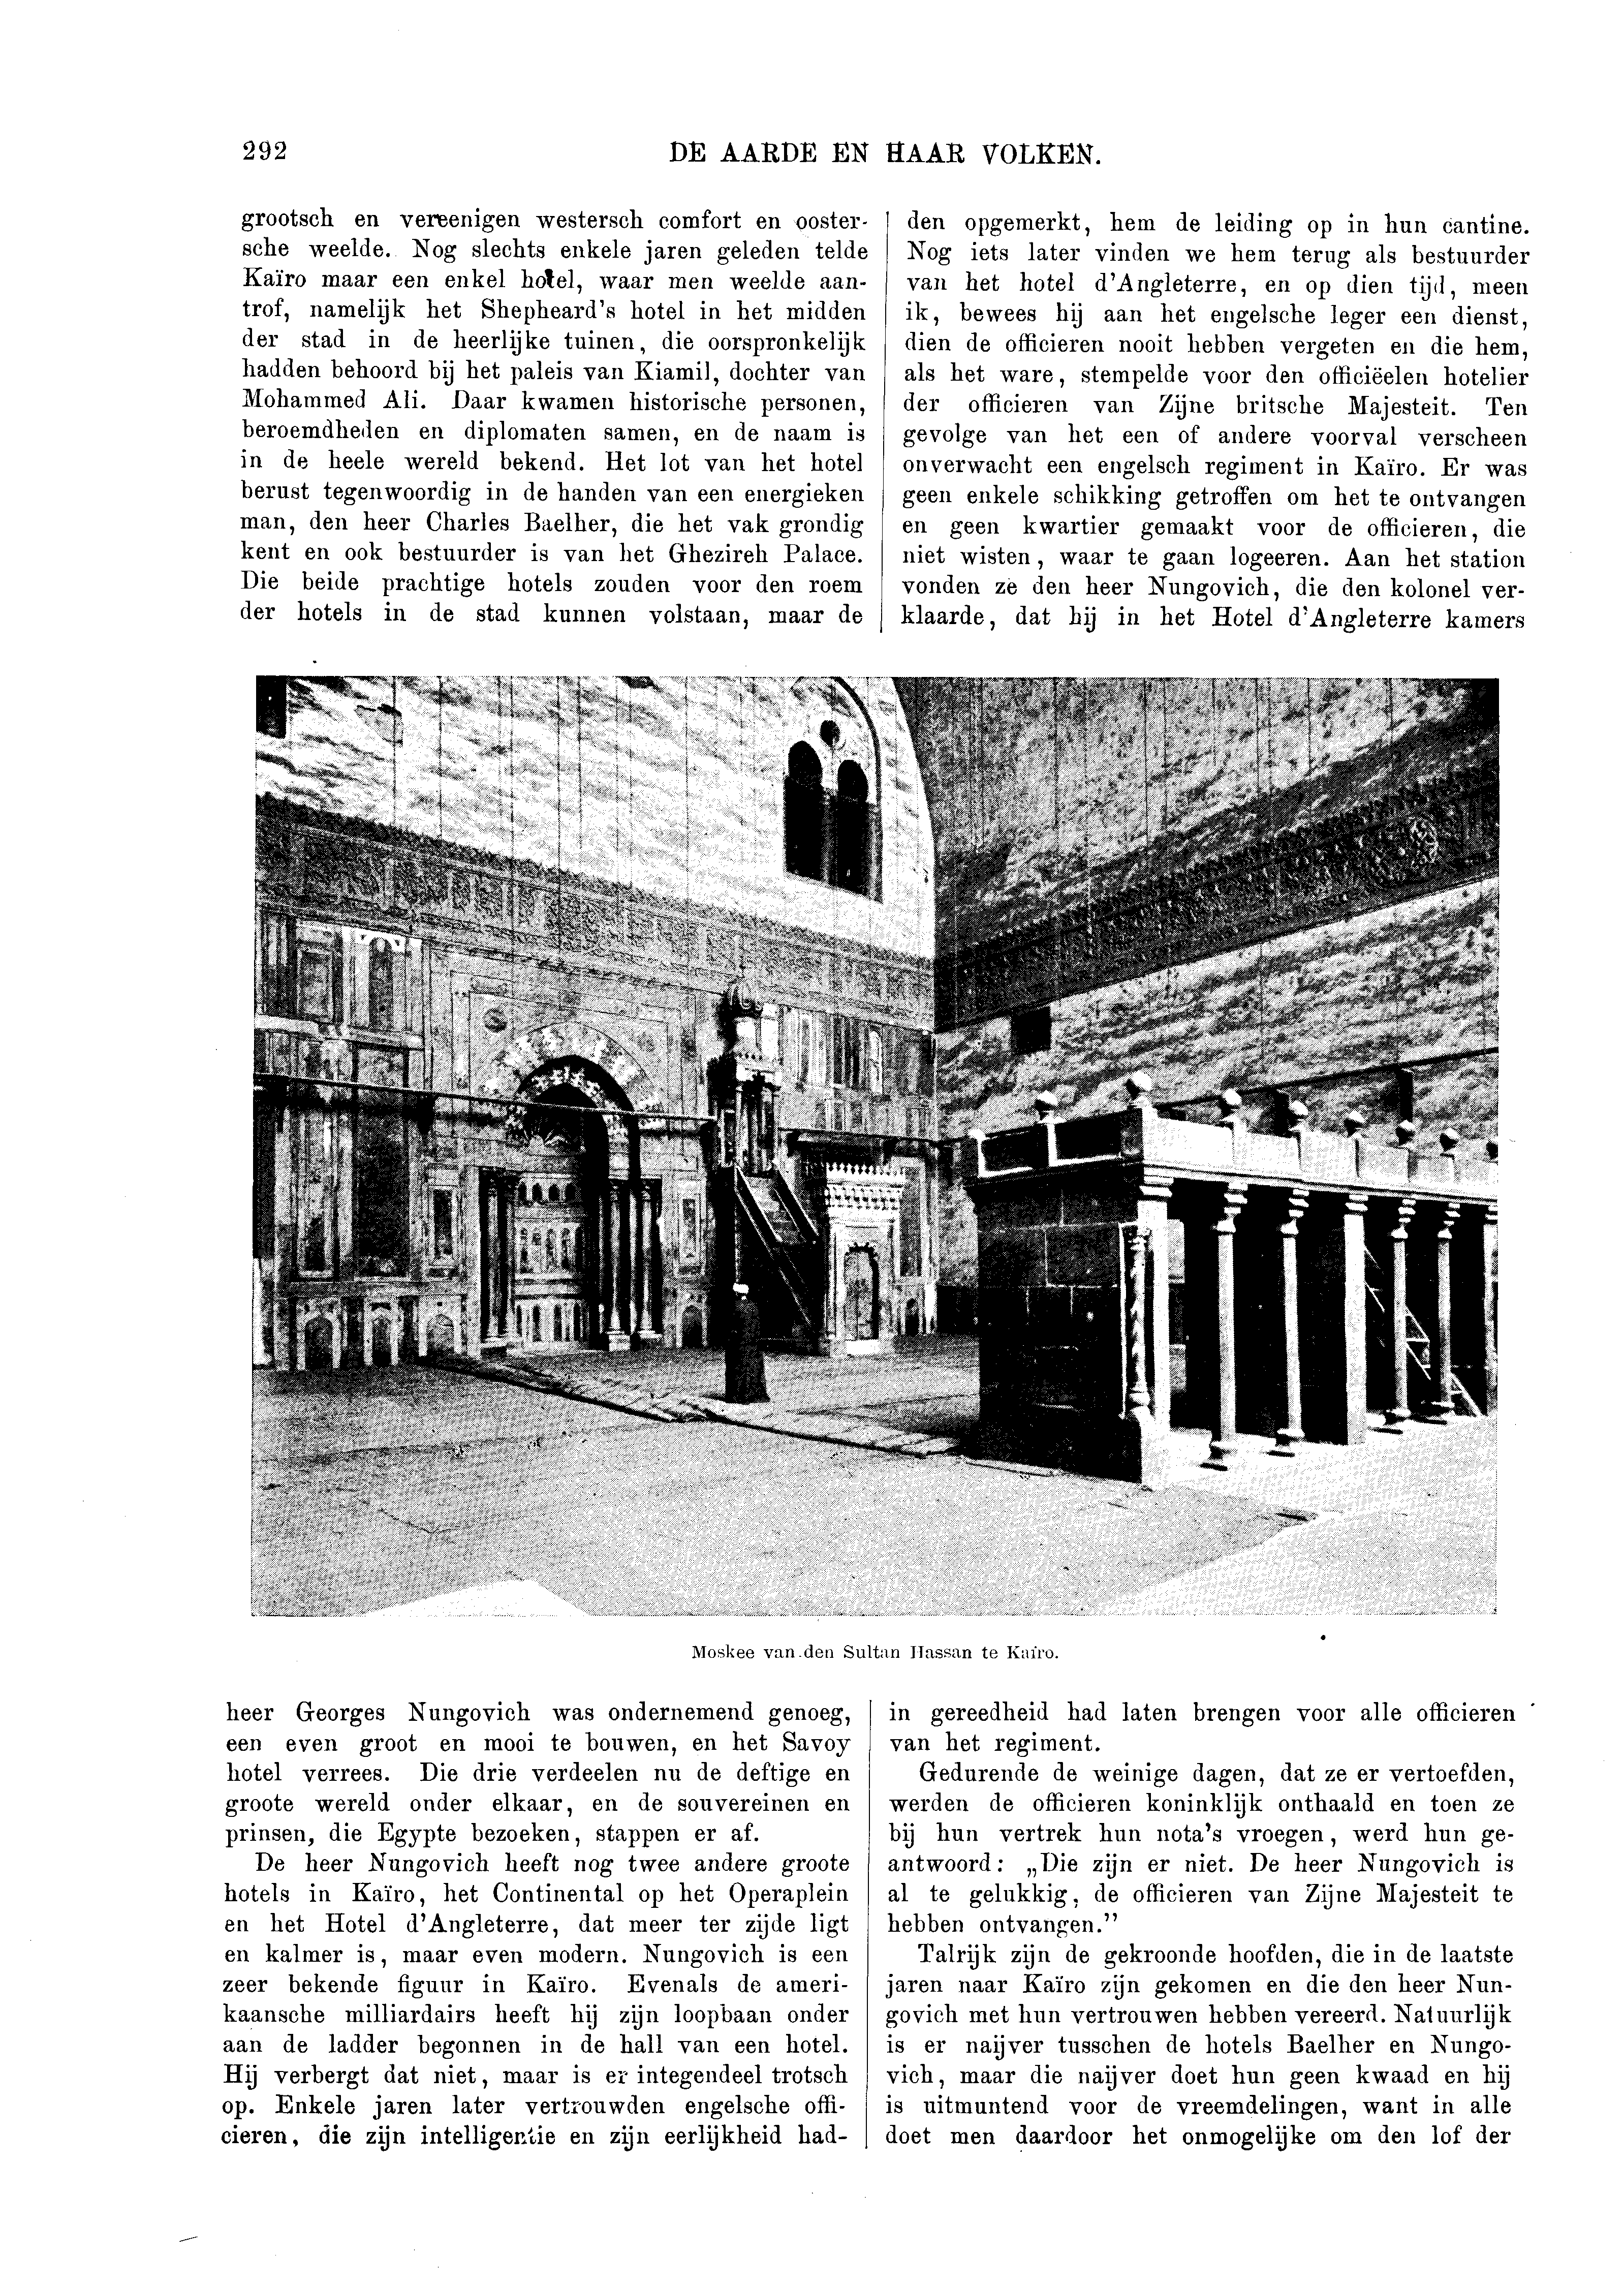 292
DE AARDE EN HAAR VOLKEN.
grootsch en vereenigen westersch comfort en ooster-
sche weelde. Nog slechts enkele jaren geleden telde
Kaïro maar een enkel hotel, waar men weelde aan-
trof, namelijk het Shepheard's hotel in het midden
der stad in de heerlijke tuinen, die oorspronkelijk
hadden behoord bij het paleis van Kiamil, dochter van
Mohammed Ali. Daar kwamen historische personen,
beroemdheden en diplomaten samen, en de naam is
in de heele wereld bekend. Het lot van het hotel
berust tegenwoordig in de handen van een energieken
man, den heer Charles Baelher, die het vak grondig
kent en ook bestuurder is van het Ghezireh Palace.
Die beide prachtige hotels zouden voor den roem
der hotels in de stad kunnen volstaan, maar de
heer Georges Nungovich was ondernemend genoeg,
een even groot en mooi te bouwen, en het Savoy
hotel verrees. Die drie verdeelen nu de deftige en
groote wereld onder elkaar, en de souvereinen en
prinsen, die Egypte bezoeken, stappen er af.
De heer Nungovich heeft nog twee andere groote
hotels in Kaïro, het Continental op het Operaplein
en het Hotel d'Angleterre, dat meer ter zijde ligt
en kalmer is, maar even modern. Nungovich is een
zeer bekende figuur in Kaïro. Evenals de ameri-
kaansche milliardairs heeft hij zijn loopbaan onder
aan de ladder begonnen in de hall van een hotel.
Hij verbergt dat niet, maar is er integendeel trotsch
op. Enkele jaren later vertrouwden engelsche offi-
cieren, die zijn intelligentie en zijn eerlijkheid had-
den opgemerkt, hem de leiding op in hun cantine.
Nog iets later vinden we hem terug als bestuurder
van het hotel d'Angleterre, en op dien tijd, meen
ik, bewees hij aan het engelsche leger een dienst,
dien de officieren nooit hebben vergeten en die hem,
als het ware, stempelde voor den officiëelen hotelier
der officieren van Zijne britsche Majesteit. Ten
gevolge van het een of andere voorval verscheen
onverwacht een engelsch regiment in Kaïro. Er was
geen enkele schikking getroffen om het te ontvangen
en geen kwartier gemaakt voor de officieren, die
niet wisten, waar te gaan logeeren. Aan het station
vonden ze den heer Nungovich, die den kolonel ver-
klaarde, dat hij in het Hotel d'Angleterre kamers
in gereedheid had laten brengen voor alle officieren
van het regiment.
Gedurende de weinige dagen, dat ze er vertoefden,
werden de officieren koninklijk onthaald en toen ze
bij hun vertrek hun nota's vroegen, werd hun ge-
antwoord: „Die zijn er niet. De heer Nungovich is
al te gelukkig, de officieren van Zijne Majesteit te
hebben ontvangen.”
Talrijk zijn de gekroonde hoofden, die in de laatste
jaren naar Kaïro zijn gekomen en die den heer Nun-
govich met hun vertrouwen hebben vereerd. Natuurlijk
is er naijver tusschen de hotels Baelher en Nungo-
vich, maar die naijver doet hun geen kwaad en hij
is uitmuntend voor de vreemdelingen, want in alle
doet men daardoor het onmogelijke om den lof der
Moskee van den Sultan Hassan te Kaïro.